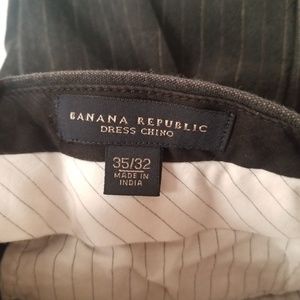 BANANA REPUBLIC
DRESS CHINO
35/32
MADE IN
INDIA